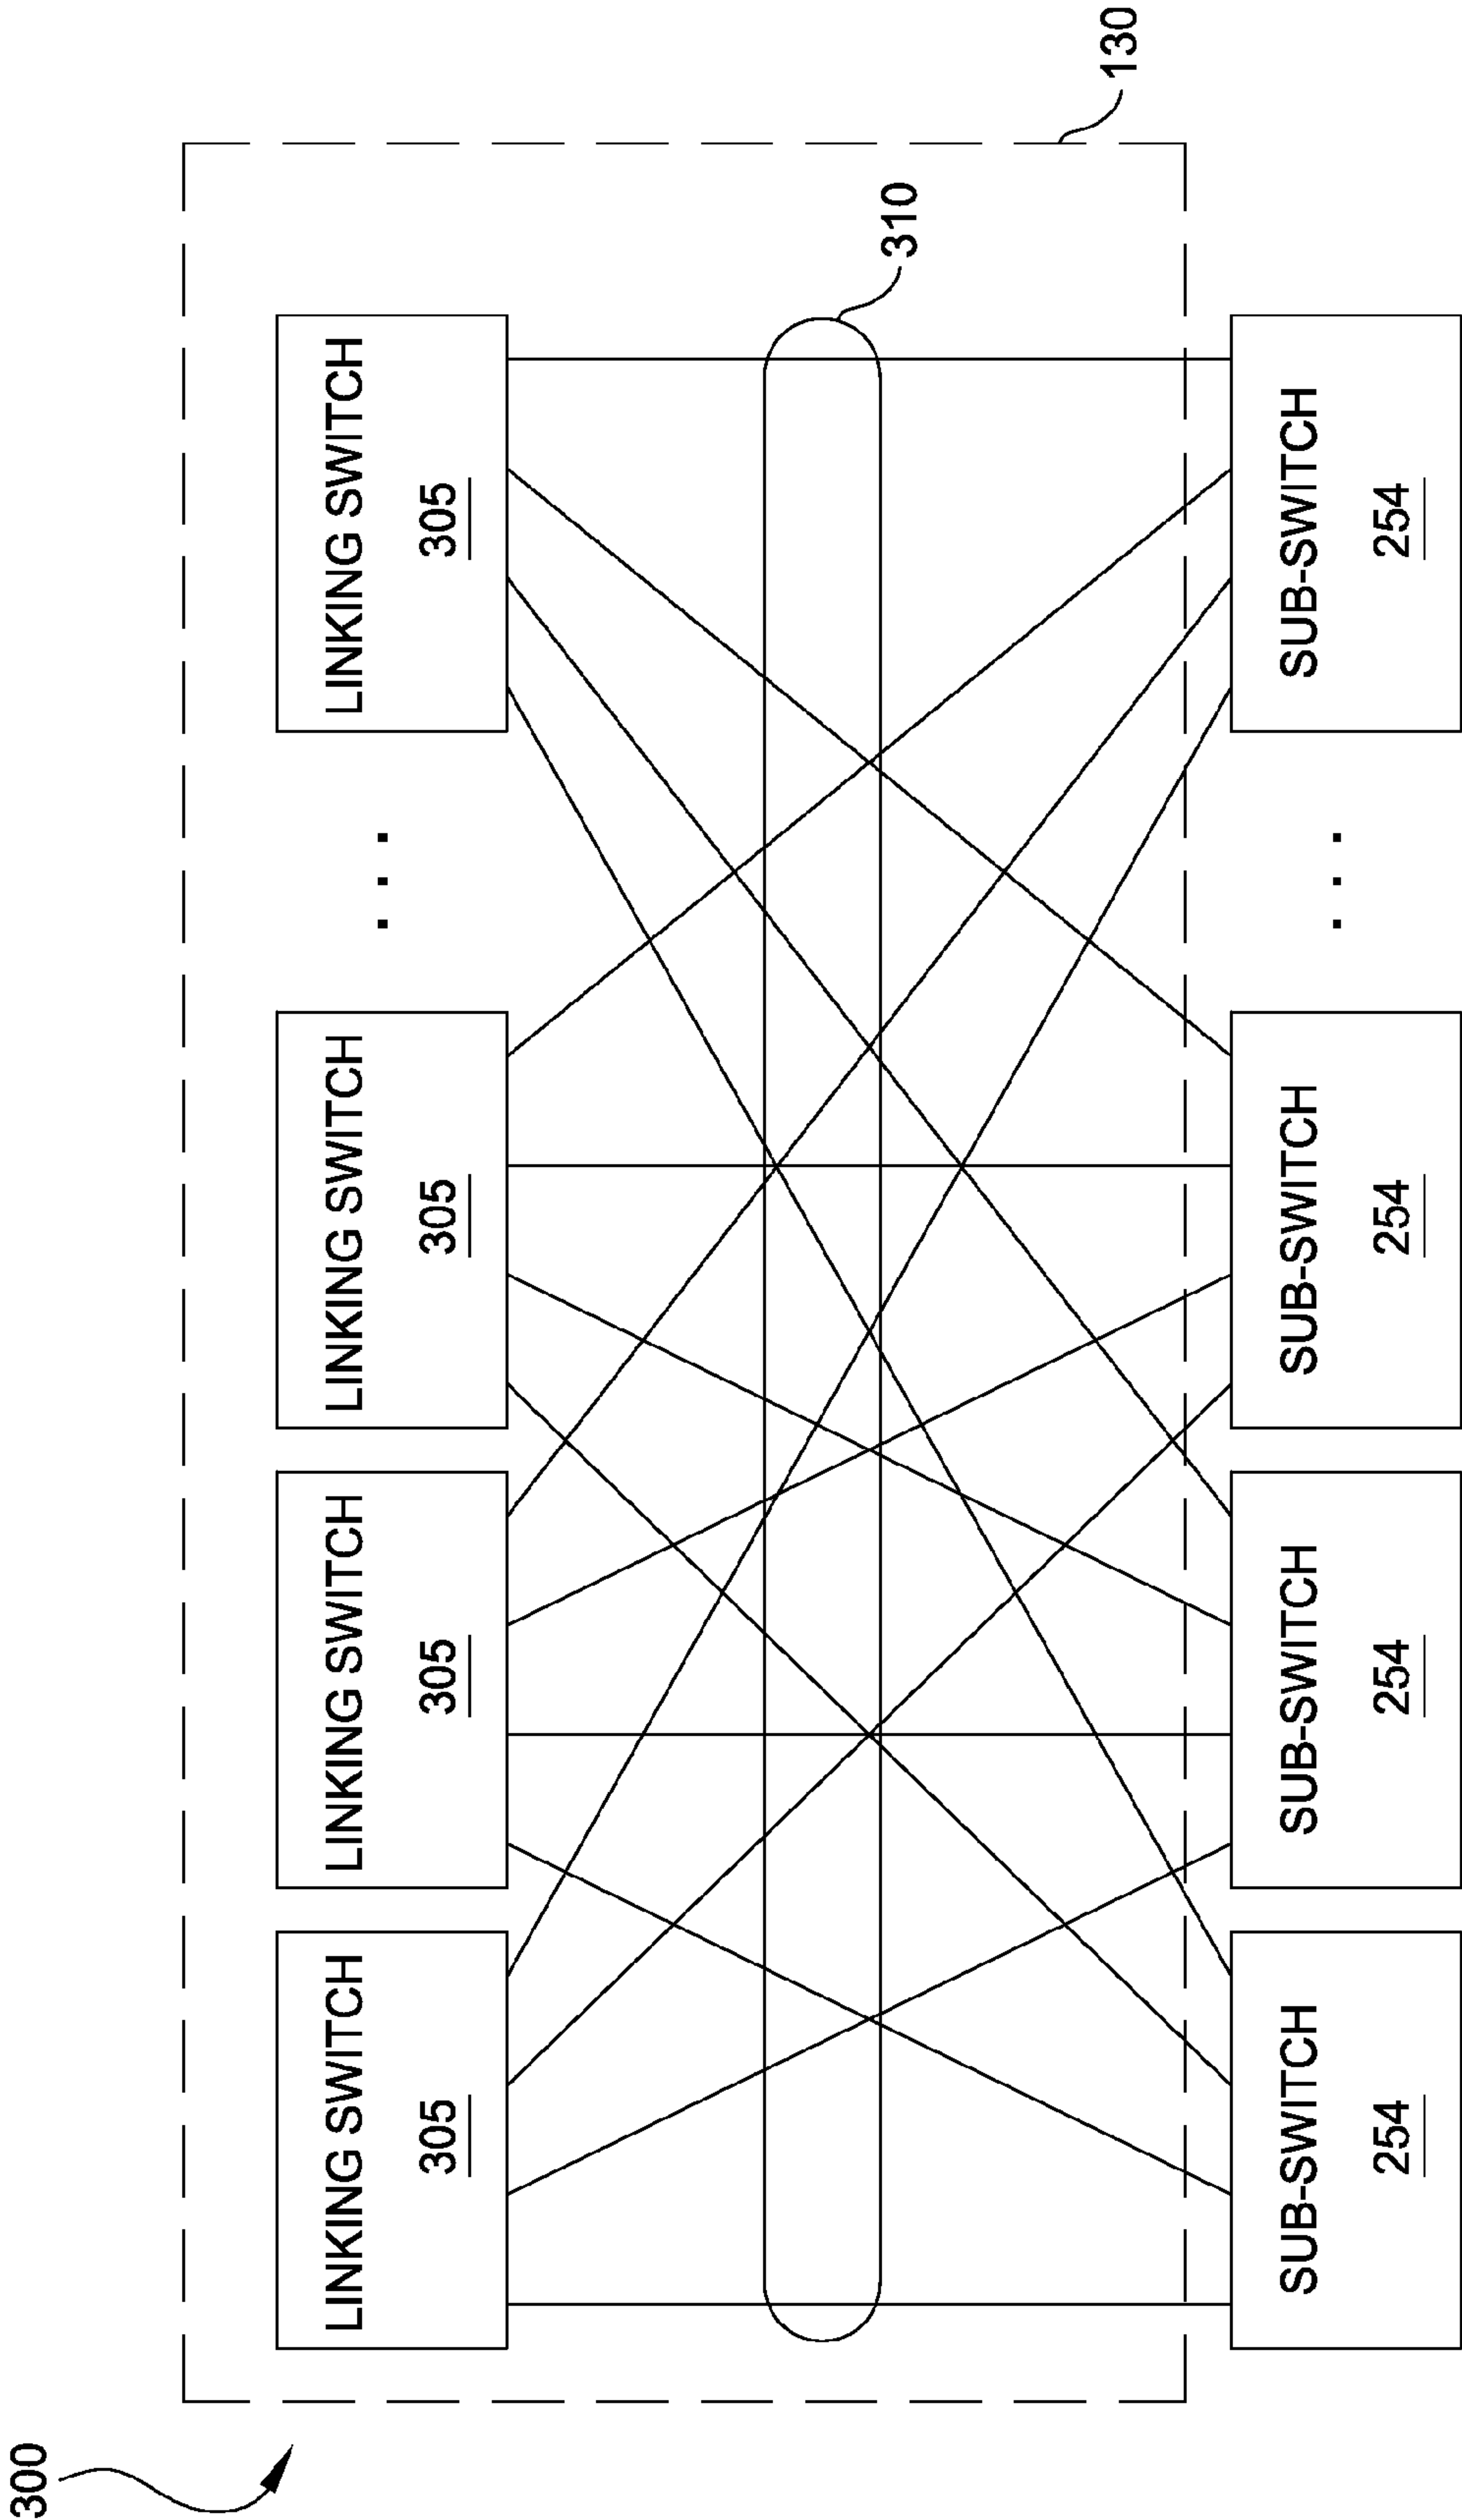 300
LINKING SWITCH
305
LINKING SWITCH
305
LINKING SWITCH
305
. . .
LINKING SWITCH
305
310
130
SUB-SWITCH
254
SUB-SWITCH
254
SUB-SWITCH
254
. . .
SUB-SWITCH
254